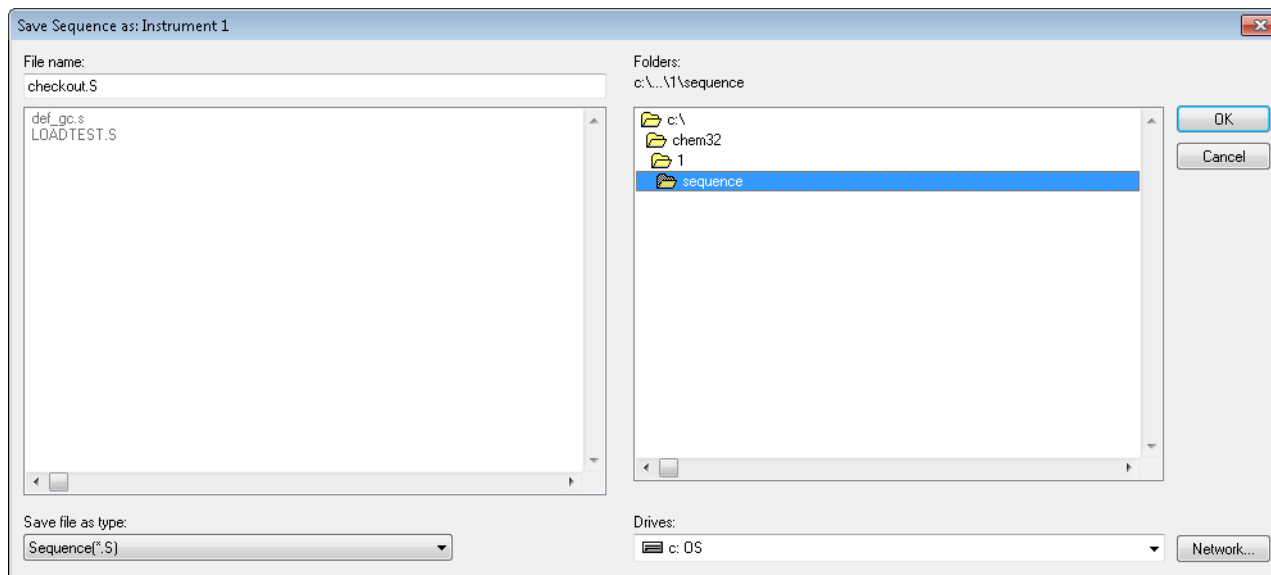 Save Sequence as: Instrument 1
File name:
checkout.S
def_gc.s
LOADTEST.S
Save file as type:
Sequence(*.S)
Folders:
c:\...\1\sequence
c:\
chem32
1
sequence
Drives:
c: OS
OK
Cancel
Network...